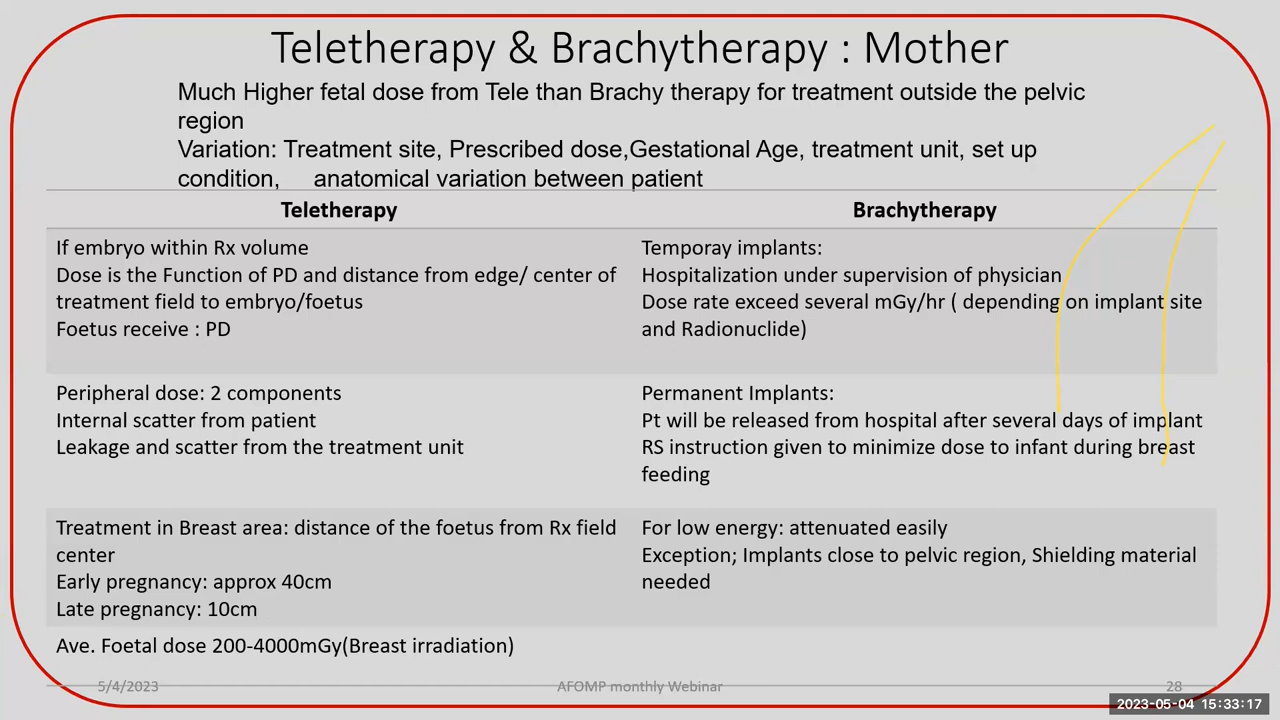 Teletherapy & Brachytherapy : Mother
Much Higher fetal dose from Tele than Brachy therapy for treatment outside the pelvic
region
Variation: Treatment site, Prescribed dose,Gestational Age, treatment unit, set up
condition, anatomical variation between patient
Teletherapy
Brachytherapy
If embryo within Rx volume
Dose is the Function of PD and distance from edge/ center of
treatment field to embryo/foetus
Foetus receive : PD
Temporay implants:
Hospitalization under supervision of physician
Dose rate exceed several mGy/hr ( depending on implant site
and Radionuclide)
Peripheral dose: 2 components
Internal scatter from patient
Leakage and scatter from the treatment unit
Permanent Implants:
Pt will be released from hospital after several days of implant
RS instruction given to minimize dose to infant during breast
feeding
Treatment in Breast area: distance of the foetus from Rx field
center
Early pregnancy: approx 40cm
Late pregnancy: 10cm
For low energy: attenuated easily
Exception; Implants close to pelvic region, Shielding material
needed
Ave. Foetal dose 200-4000mGy(Breast irradiation)
5/4/2023
AFOMP monthly Webinar
28
2023-05-04 15:33:17